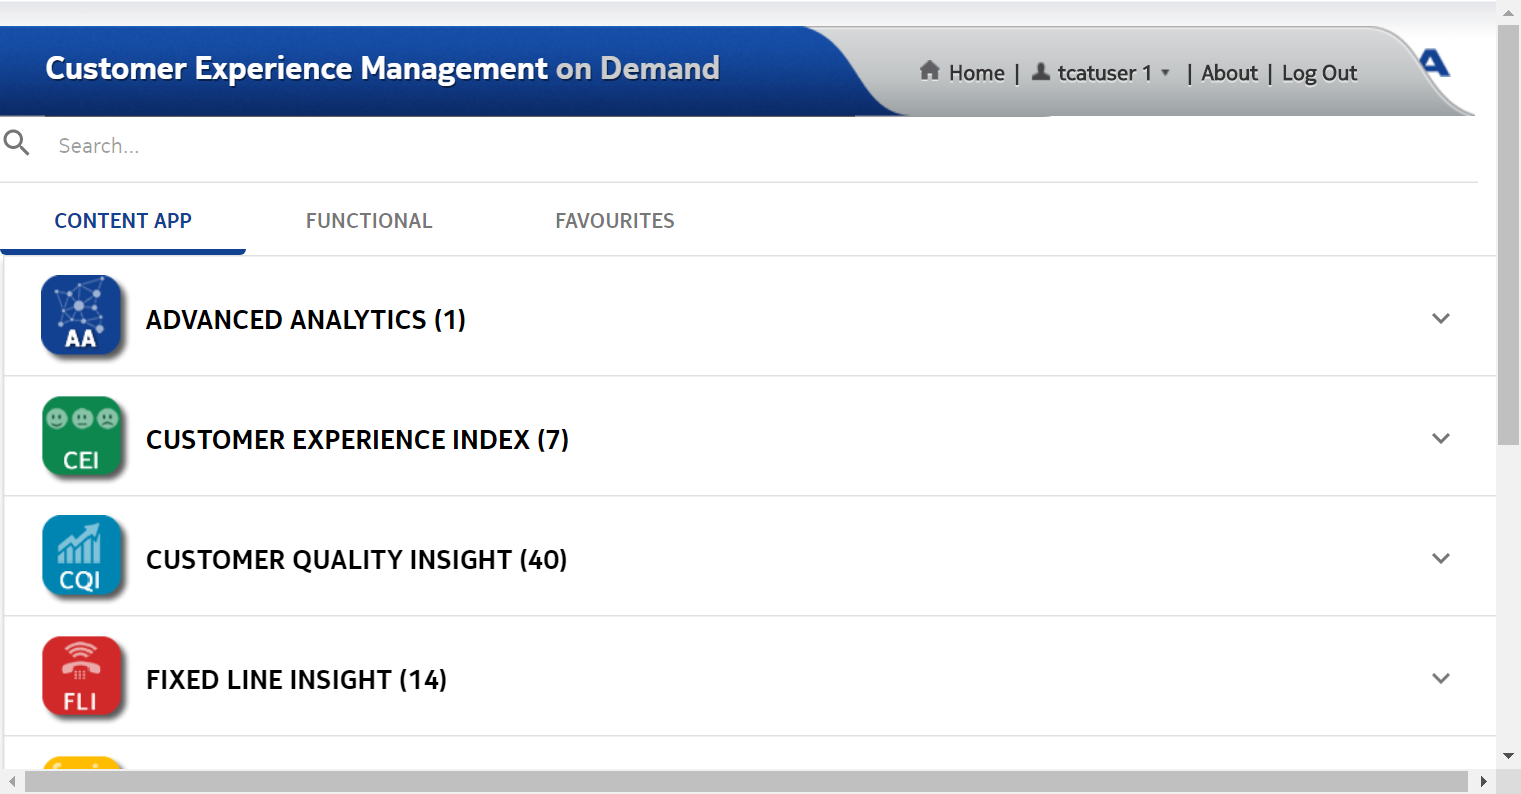 Customer Experience Management on Demand
Home | tcatuser 1 | About | Log Out
Search...
CONTENT APP FUNCTIONAL FAVOURITES
AA
ADVANCED ANALYTICS (1)
CEI
CUSTOMER EXPERIENCE INDEX (7)
CQI
CUSTOMER QUALITY INSIGHT (40)
FLI
FIXED LINE INSIGHT (14)